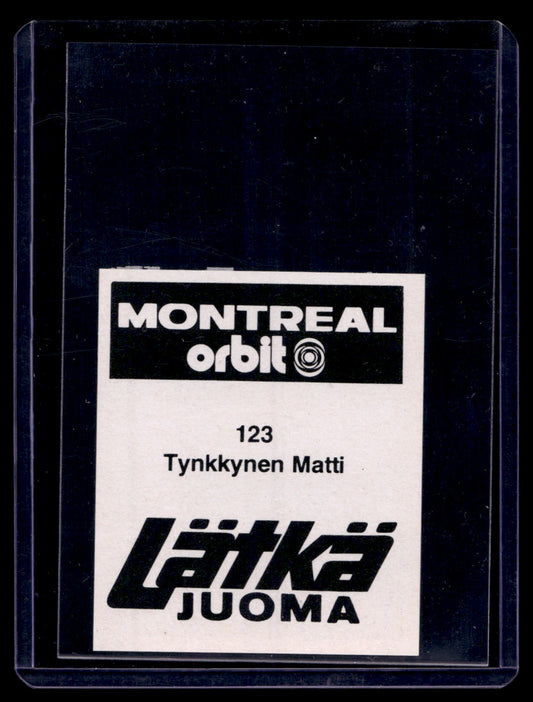 MONTREAL
orbit
123
Tynkkynen Matti
Lätkä
JUOMA